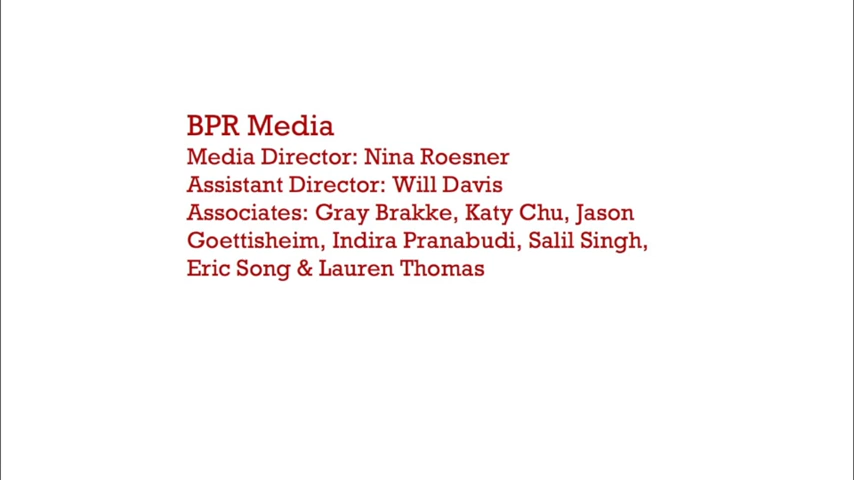 BPR Media
Media Director: Nina Roesner
Assistant Director: Will Davis
Associates: Gray Brakke, Katy Chu, Jason
Goettisheim, Indira Pranabudi, Salil Singh,
Eric Song & Lauren Thomas